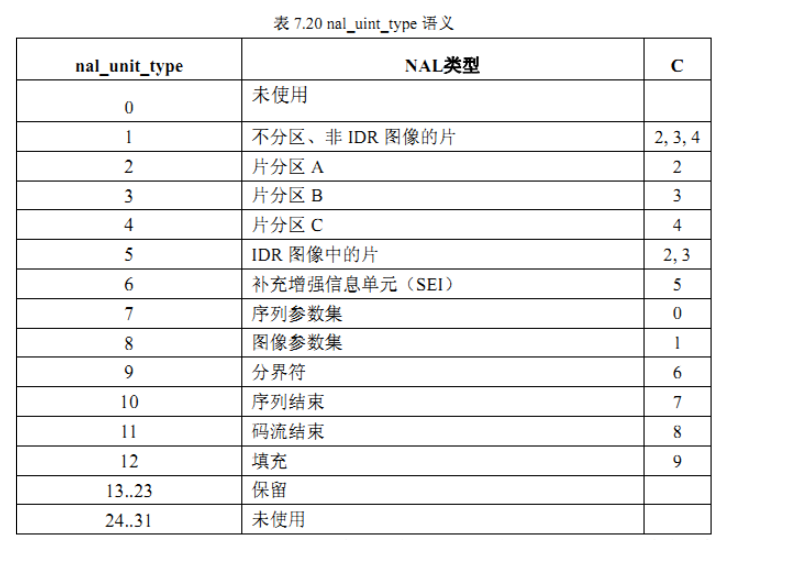 表 7.20 nal_uint_type 语义
nal_unit_type NAL类型 C
0 未使用
1 不分区、非 IDR 图像的片 2, 3, 4
2 片分区 A 2
3 片分区 B 3
4 片分区 C 4
5 IDR 图像中的片 2, 3
6 补充增强信息单元（SEI） 5
7 序列参数集 0
8 图像参数集 1
9 分界符 6
10 序列结束 7
11 码流结束 8
12 填充 9
13..23 保留
24..31 未使用